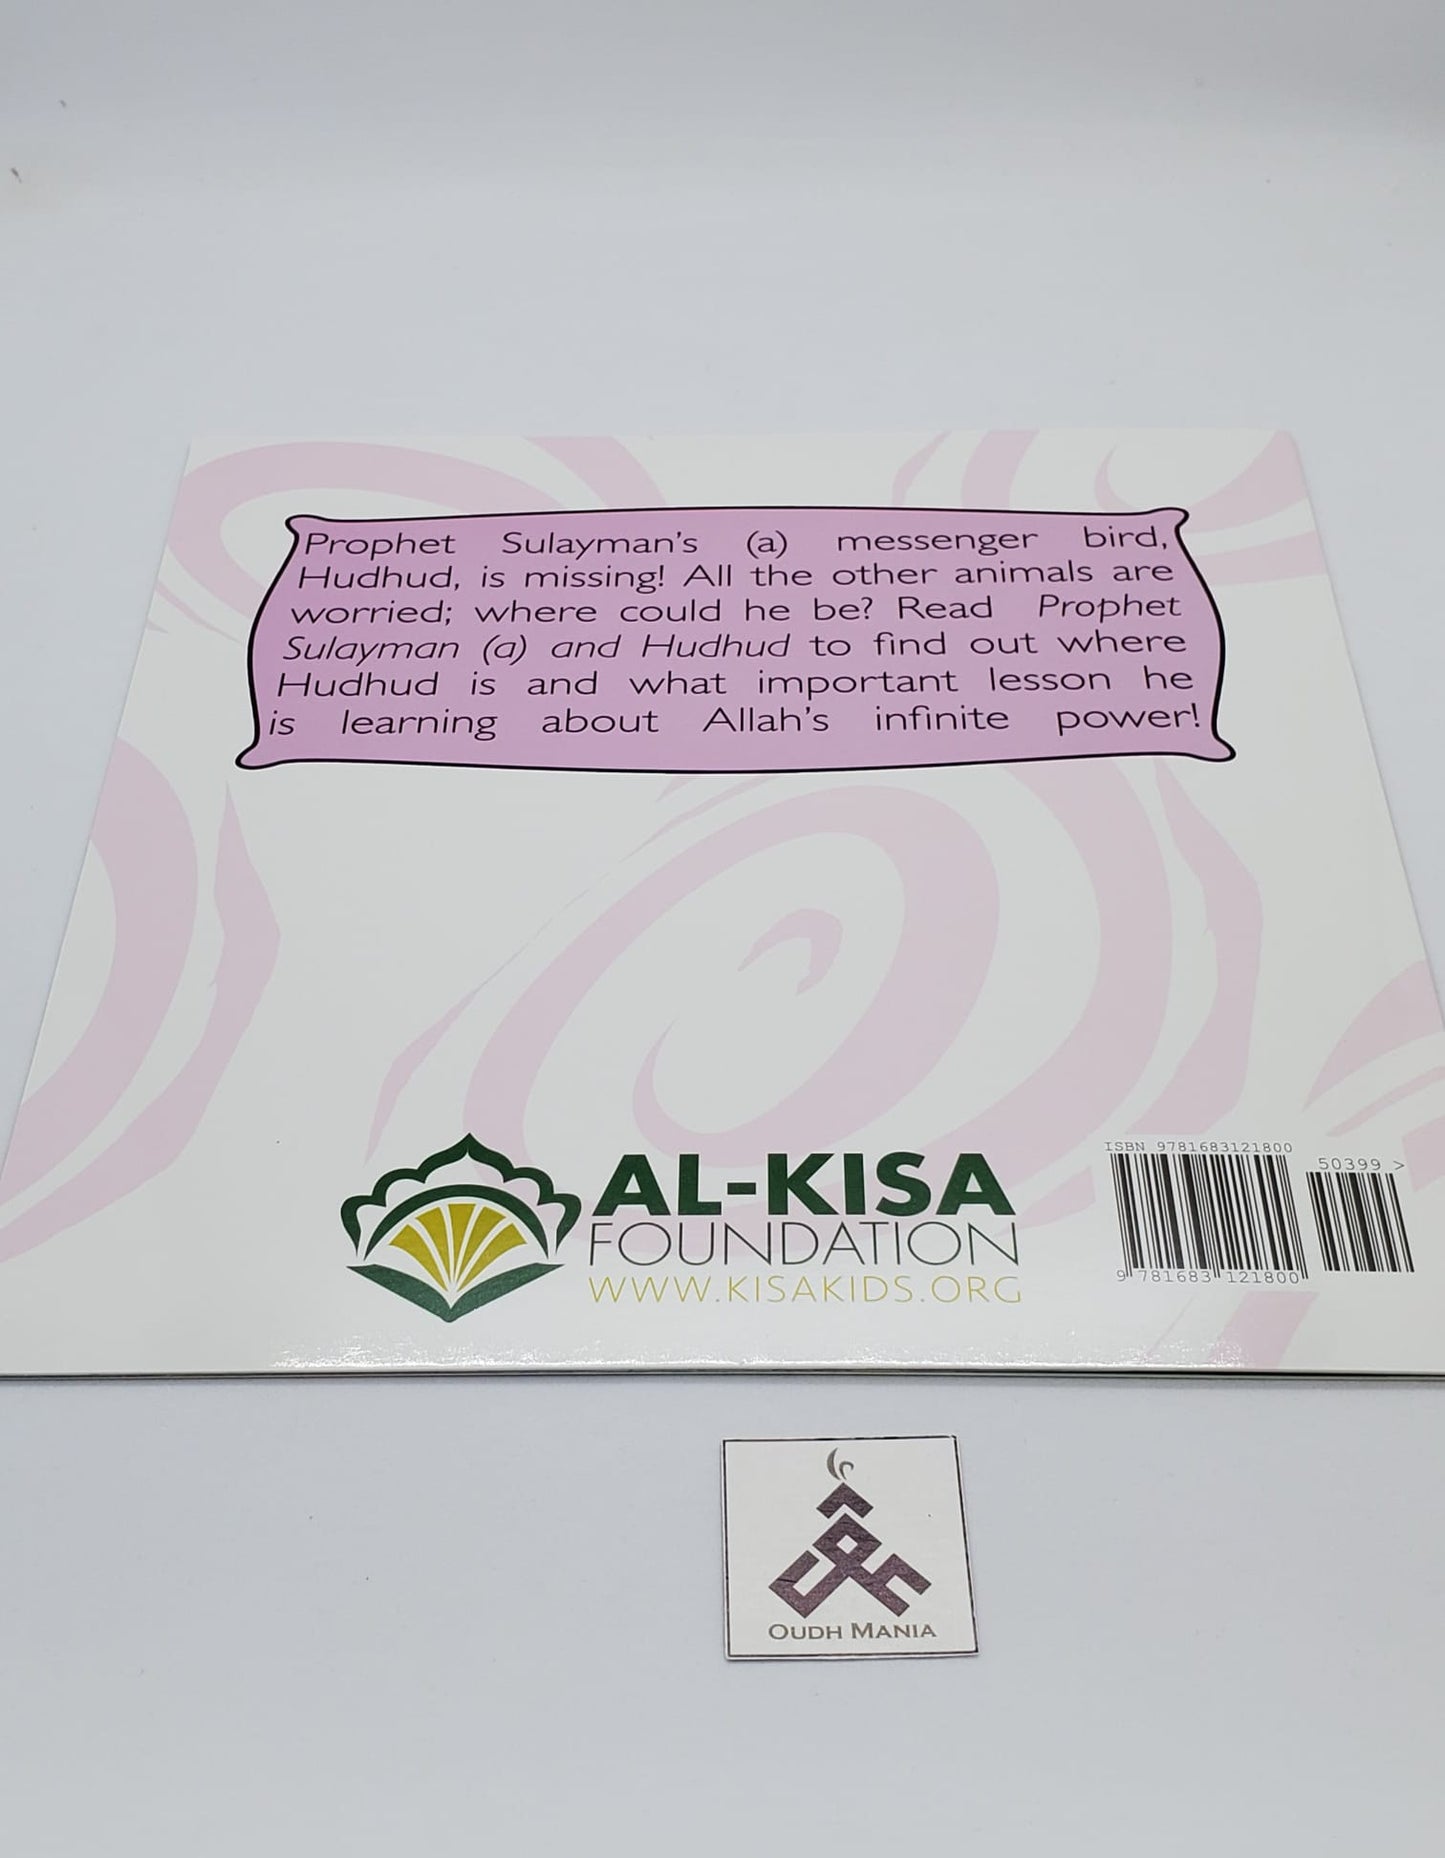 Prophet Sulayman's (a) messenger bird,
Hudhud, is missing! All the other animals are
worried; where could he be? Read Prophet
Sulayman (a) and Hudhud to find out where
Hudhud is and what important lesson he
is learning about Allah's infinite power!
AL-KISA
FOUNDATION
WWW.KISAKIDS.ORG
ISBN 9781683121800
50399 >
9 781683 121800
OUDH MANIA